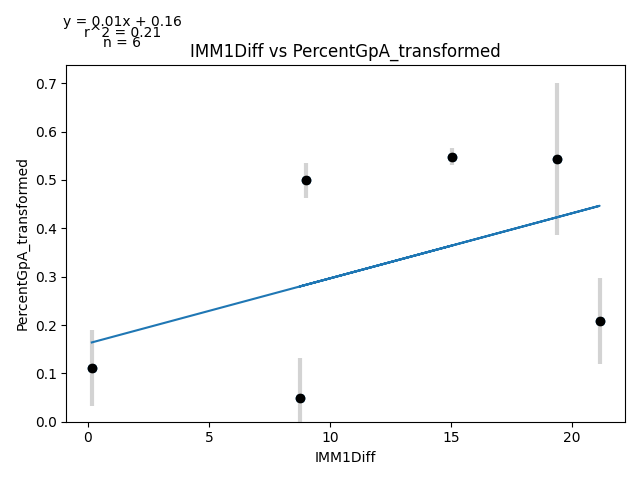 y = 0.01x + 0.16
r^2 = 0.21
n = 6
IMM1Diff vs PercentGpA_transformed
PercentGpA_transformed
0.7
0.6
0.5
0.4
0.3
0.2
0.1
0.0
0 5 10 15 20
IMM1Diff